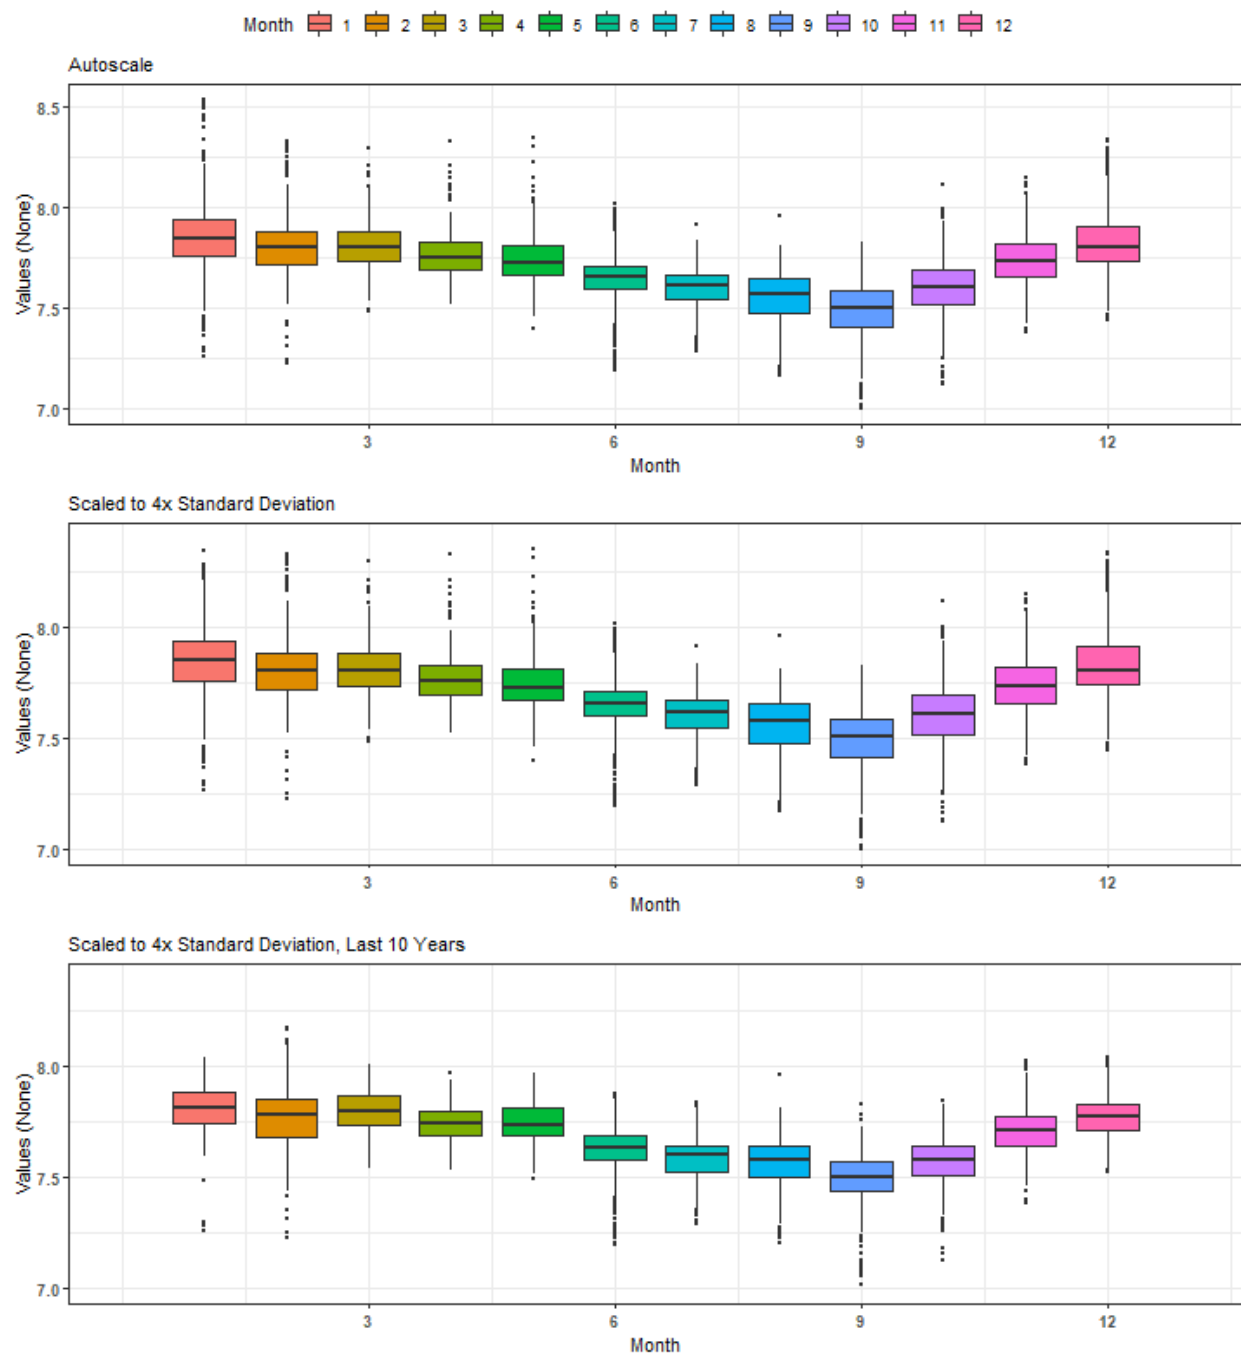 Month 1 2 3 4 5 6 7 8 9 10 11 12
Autoscale
Values (None)
8.5
8.0
7.5
7.0
3 6 9 12
Month
Scaled to 4x Standard Deviation
Values (None)
8.0
7.5
7.0
3 6 9 12
Month
Scaled to 4x Standard Deviation, Last 10 Years
Values (None)
8.0
7.5
7.0
3 6 9 12
Month